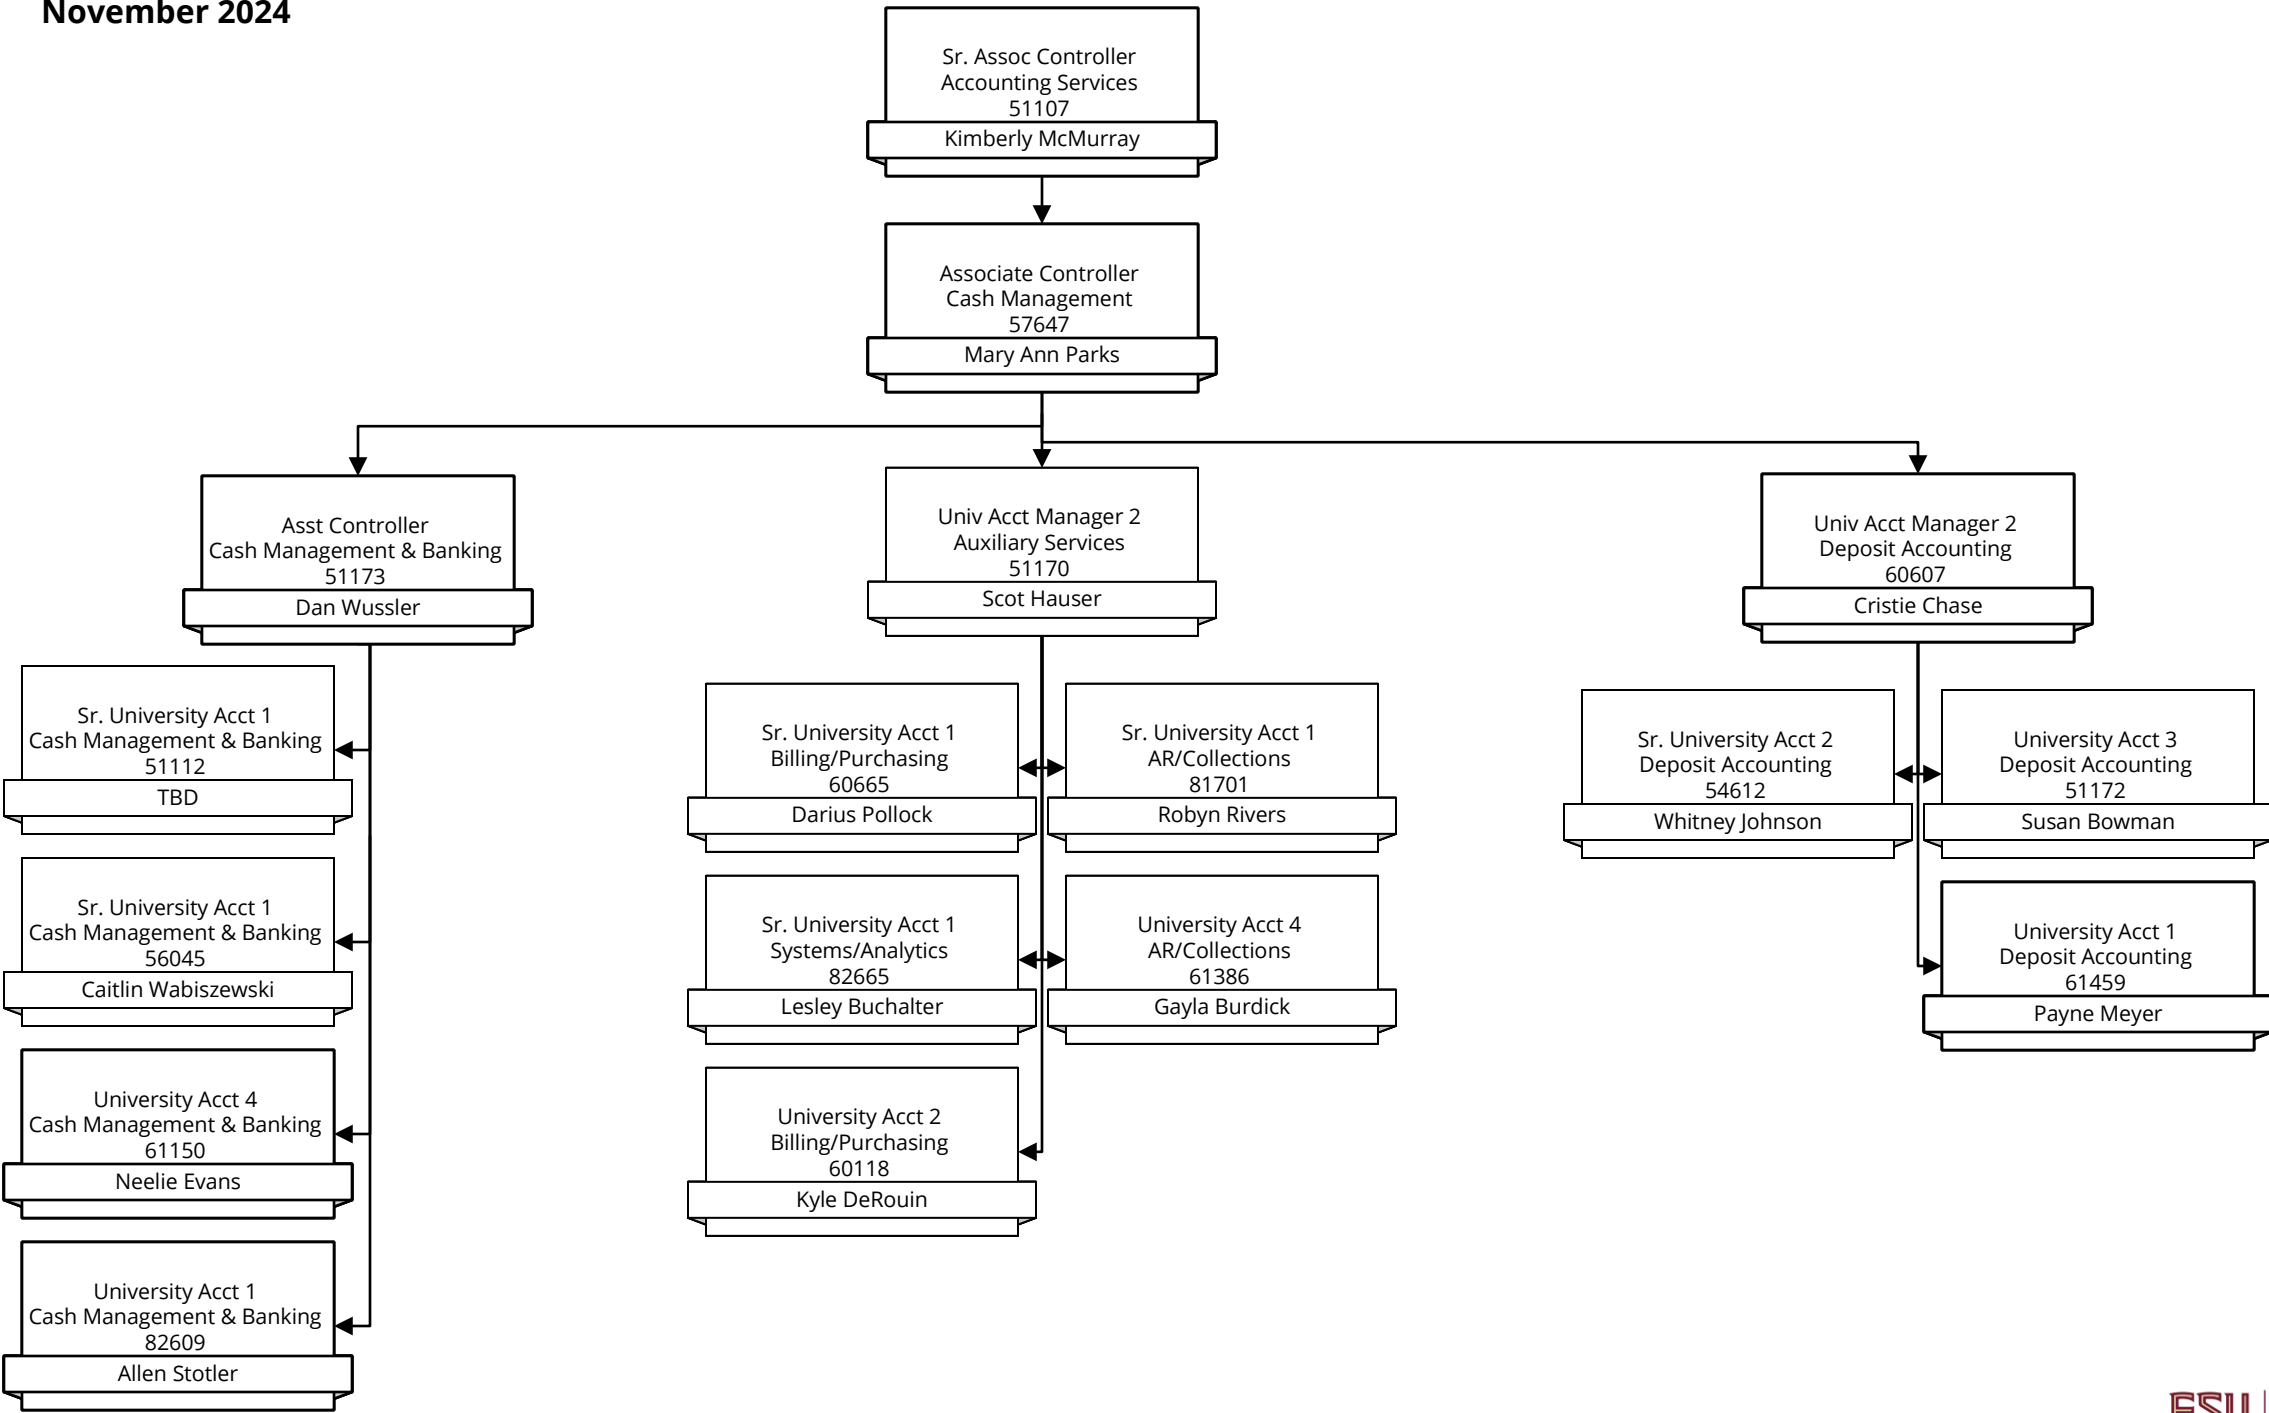 November 2024
Sr. Assoc Controller
Accounting Services
51107
Kimberly McMurray
Associate Controller
Cash Management
57647
Mary Ann Parks
Asst Controller
Cash Management & Banking
51173
Dan Wussler
Sr. University Acct 1
Cash Management & Banking
51112
TBD
Sr. University Acct 1
Cash Management & Banking
56045
Caitlin Wabiszewski
University Acct 4
Cash Management & Banking
61150
Neelie Evans
University Acct 1
Cash Management & Banking
82609
Allen Stotler
Univ Acct Manager 2
Auxiliary Services
51170
Scot Hauser
Sr. University Acct 1
Billing/Purchasing
60665
Darius Pollock
Sr. University Acct 1
AR/Collections
81701
Robyn Rivers
Sr. University Acct 1
Systems/Analytics
82665
Lesley Buchalter
University Acct 4
AR/Collections
61386
Gayla Burdick
University Acct 2
Billing/Purchasing
60118
Kyle DeRouin
Univ Acct Manager 2
Deposit Accounting
60607
Cristie Chase
Sr. University Acct 2
Deposit Accounting
54612
Whitney Johnson
University Acct 3
Deposit Accounting
51172
Susan Bowman
University Acct 1
Deposit Accounting
61459
Payne Meyer
FSU